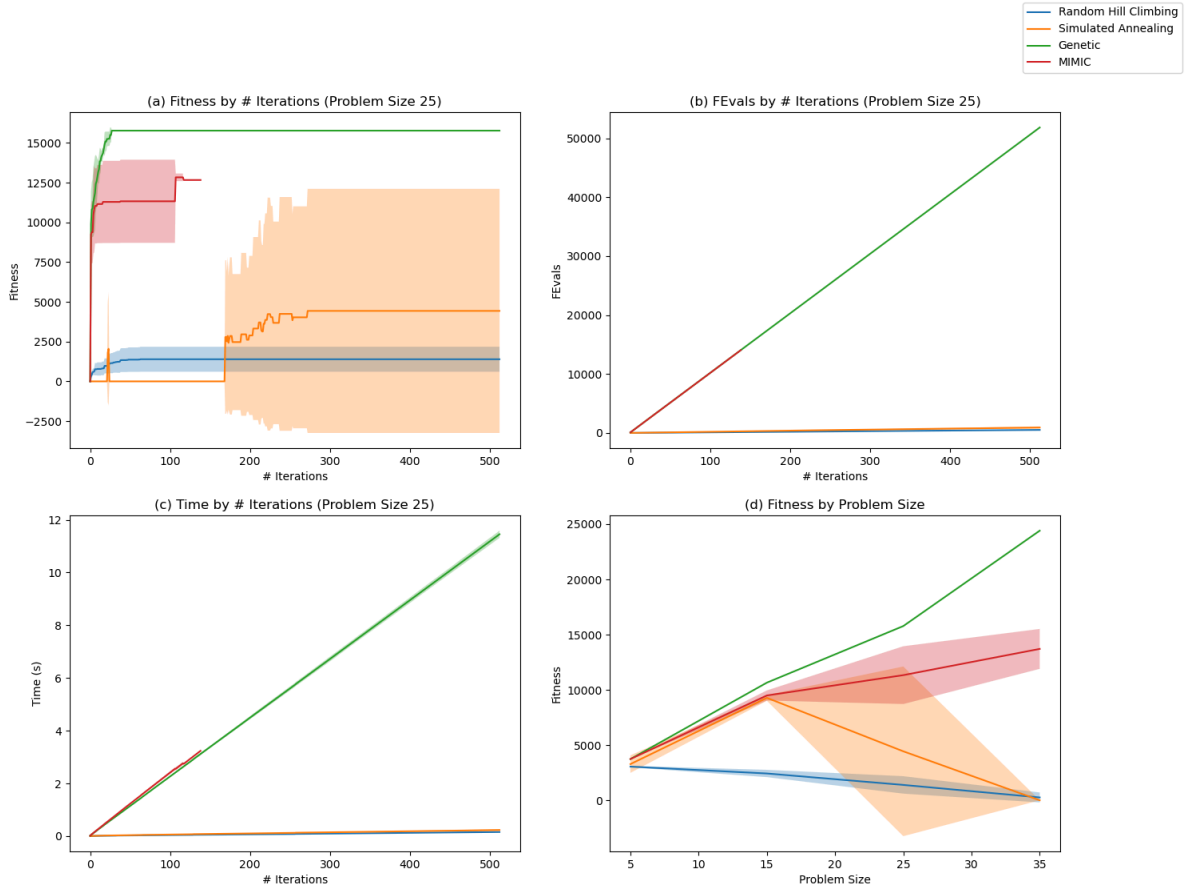 Random Hill Climbing
Simulated Annealing
Genetic
MIMIC
(a) Fitness by # Iterations (Problem Size 25)
15000
12500
10000
7500
5000
2500
0
−2500
Fitness
0 100 200 300 400 500
# Iterations
(b) FEvals by # Iterations (Problem Size 25)
50000
40000
30000
20000
10000
0
FEvals
0 100 200 300 400 500
# Iterations
(c) Time by # Iterations (Problem Size 25)
12
10
8
6
4
2
0
Time (s)
0 100 200 300 400 500
# Iterations
(d) Fitness by Problem Size
25000
20000
15000
10000
5000
0
Fitness
5 10 15 20 25 30 35
Problem Size